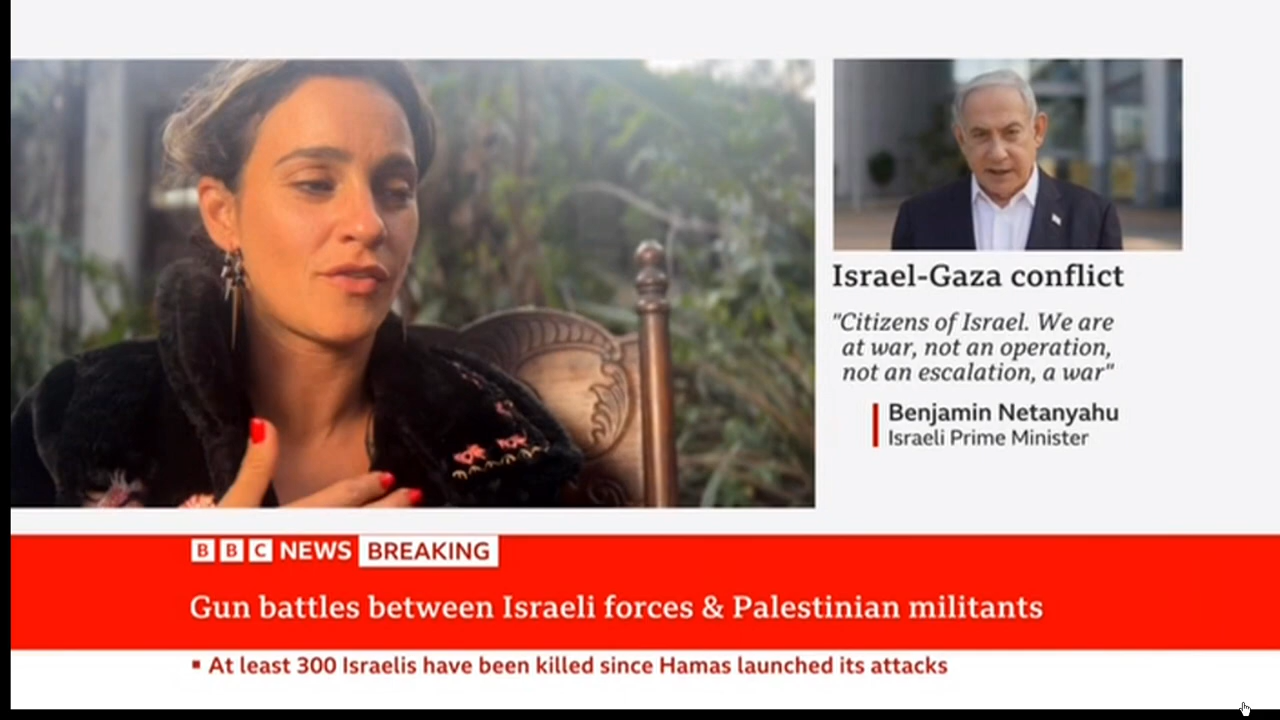 Israel-Gaza conflict
"Citizens of Israel. We are
at war, not an operation,
not an escalation, a war"
Benjamin Netanyahu
Israeli Prime Minister
BBC NEWS BREAKING
Gun battles between Israeli forces & Palestinian militants
▪ At least 300 Israelis have been killed since Hamas launched its attacks